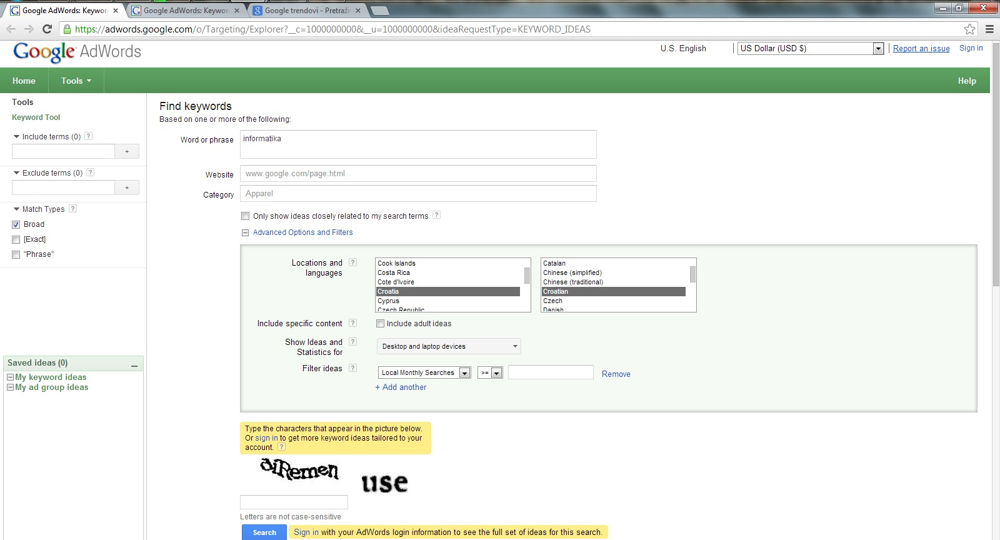 Google AdWords: Keywor
Google AdWords: Keywor
Google trendovi - Pretraži
https://adwords.google.com/o/Targeting/Explorer?__c=1000000000&__u=1000000000&ideaRequestType=KEYWORD_IDEAS
Google AdWords
U.S. English
US Dollar (USD $)
Report an issue
Sign in
Home
Tools
Help
Tools
Keyword Tool
Include terms (0) ?
+
Exclude terms (0) ?
+
Match Types ?
Broad
[Exact]
"Phrase"
Saved ideas (0)
My keyword ideas
My ad group ideas
Find keywords
Based on one or more of the following:
Word or phrase
informatika
Website
www.google.com/page.html
Category
Apparel
Only show ideas closely related to my search terms ?
Advanced Options and Filters
Locations and
languages
?
Cook Islands
Costa Rica
Cote d'Ivoire
Croatia
Cyprus
Czech Republic
Catalan
Chinese (simplified)
Chinese (traditional)
Croatian
Czech
Danish
Include specific content ?
Include adult ideas
Show Ideas and
Statistics for
?
Desktop and laptop devices
Filter ideas ?
Local Monthly Searches
>=
Remove
+ Add another
Type the characters that appear in the picture below.
Or sign in to get more keyword ideas tailored to your
account. ?
use
Letters are not case-sensitive
Search
Sign in with your AdWords login information to see the full set of ideas for this search.